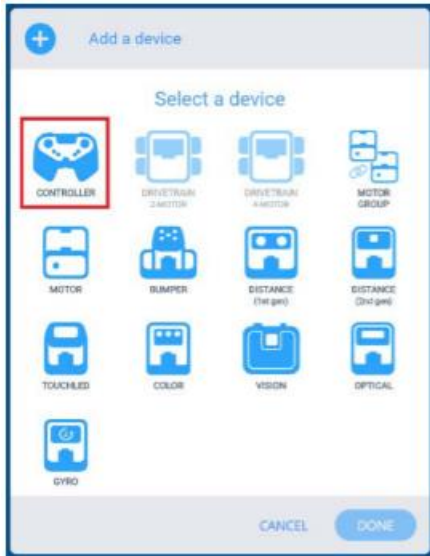 Add a device
Select a device
CONTROLLER
DRIVETRAIN
2-MOTOR
DRIVETRAIN
4-MOTOR
MOTOR
GROUP
MOTOR
BUMPER
DISTANCE
(1st gen)
DISTANCE
(2nd gen)
TOUCHLED
COLOR
VISION
OPTICAL
GYRO
CANCEL
DONE